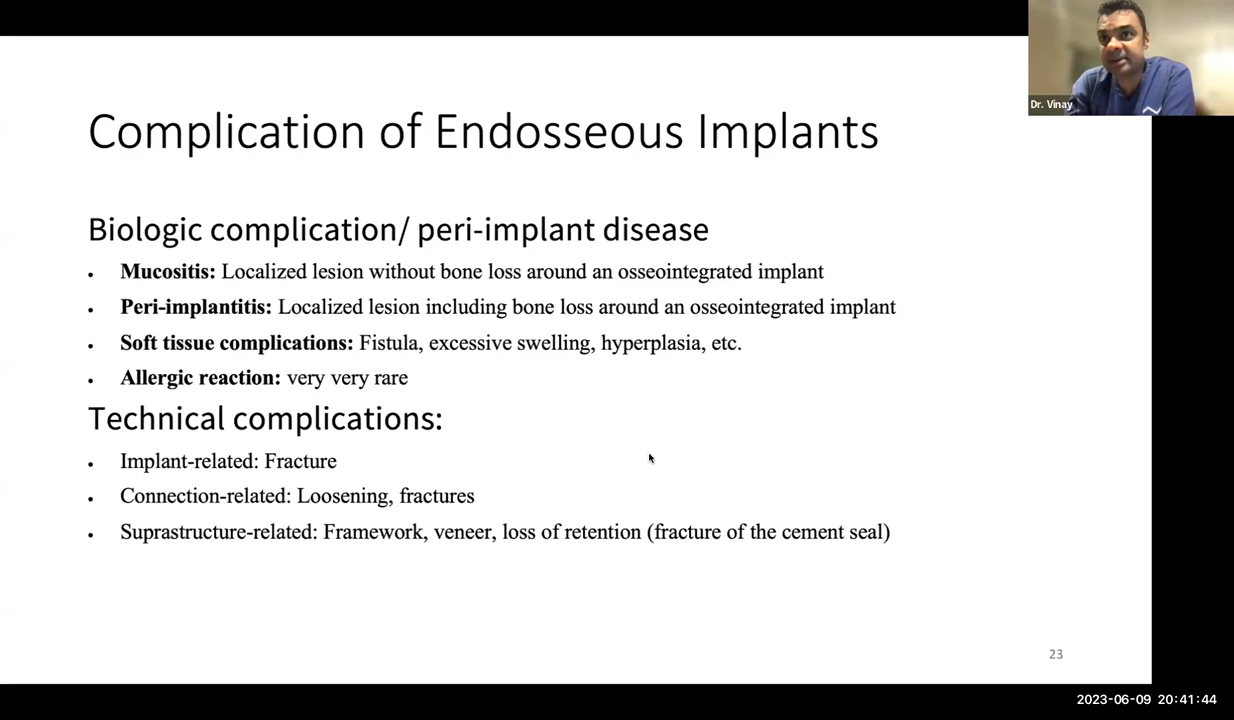 Dr. Vinay
Complication of Endosseous Implants
Biologic complication/ peri-implant disease
• Mucositis: Localized lesion without bone loss around an osseointegrated implant
• Peri-implantitis: Localized lesion including bone loss around an osseointegrated implant
• Soft tissue complications: Fistula, excessive swelling, hyperplasia, etc.
• Allergic reaction: very very rare
Technical complications:
• Implant-related: Fracture
• Connection-related: Loosening, fractures
• Suprastructure-related: Framework, veneer, loss of retention (fracture of the cement seal)
23
2023-06-09 20:41:44